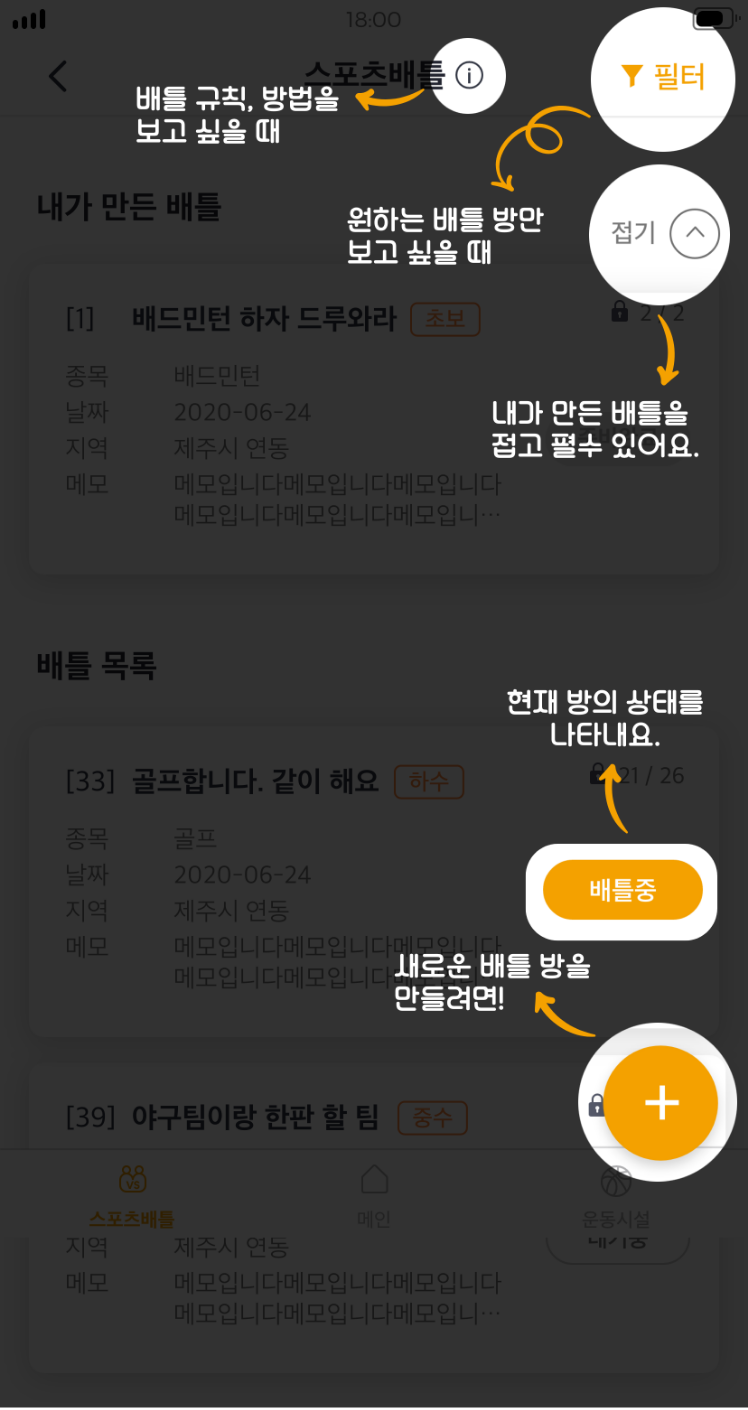 18:00
스포츠배틀
필터
배틀 규칙, 방법을
보고 싶을 때
내가 만든 배틀
원하는 배틀 방만
보고 싶을 때
접기
[1] 배드민턴 하자 드루와라 초보 2 / 2
종목 배드민턴
날짜 2020-06-24
지역 제주시 연동
메모 메모입니다메모입니다메모입니다
메모입니다메모입니다메모입니…
내가 만든 배틀을
접고 펼수 있어요.
배틀 목록
현재 방의 상태를
나타내요.
[33] 골프합니다. 같이 해요 하수 21 / 26
종목 골프
날짜 2020-06-24
지역 제주시 연동
메모 메모입니다메모입니다메모입니다
메모입니다메모입니다
배틀중
새로운 배틀 방을
만들려면!
[39] 야구팀이랑 한판 할 팀 중수
+
VS
스포츠배틀 메인 운동시설
지역 제주시 연동
대기중
메모 메모입니다메모입니다메모입니다
메모입니다메모입니다메모입니…